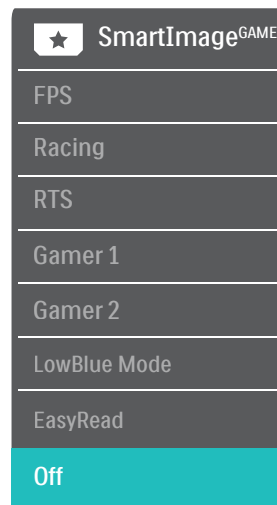 SmartImageGAME
FPS
Racing
RTS
Gamer 1
Gamer 2
LowBlue Mode
EasyRead
Off